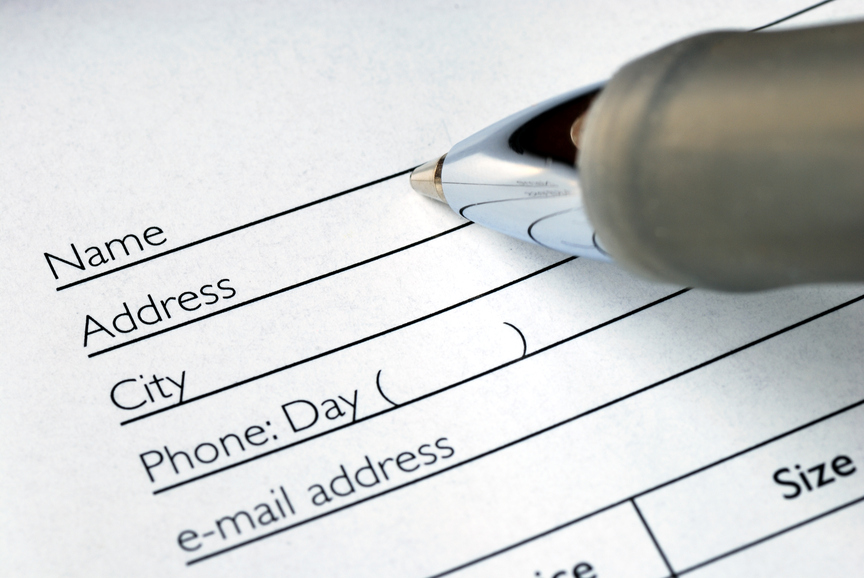 Name
Address
City
Phone: Day ( )
e-mail address
Size